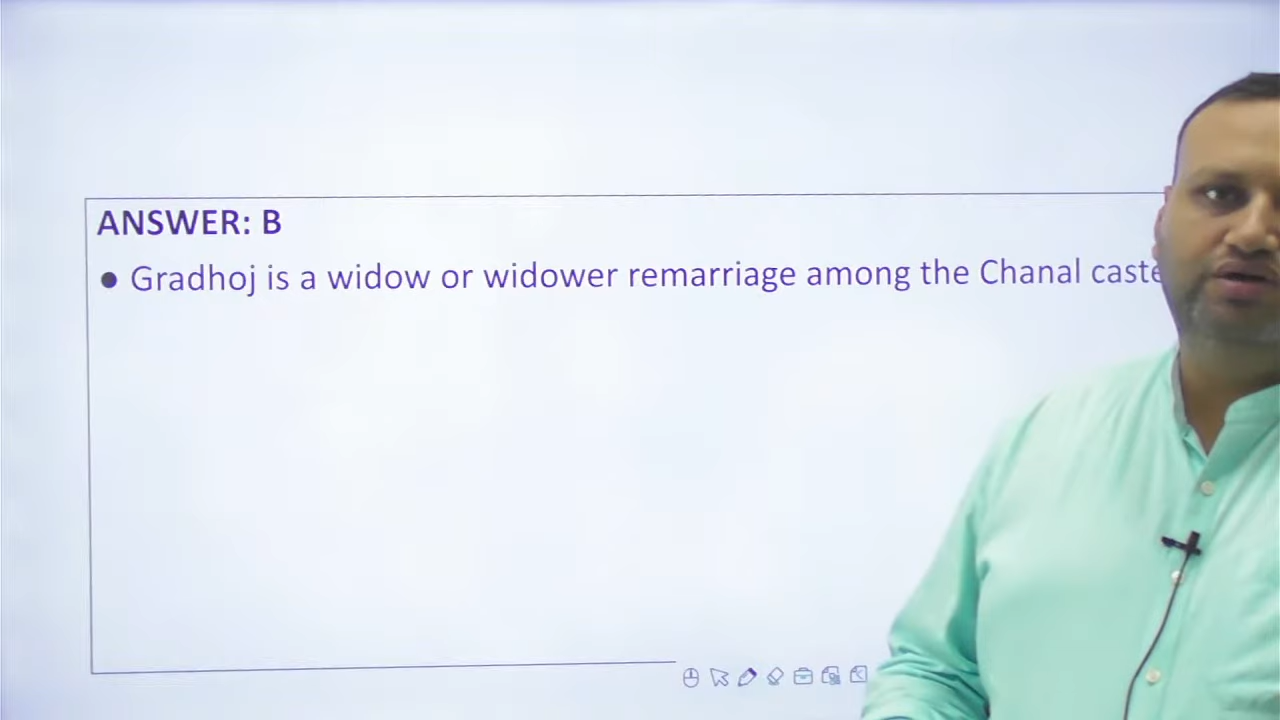 ANSWER: B
● Gradhoj is a widow or widower remarriage among the Chanal caste